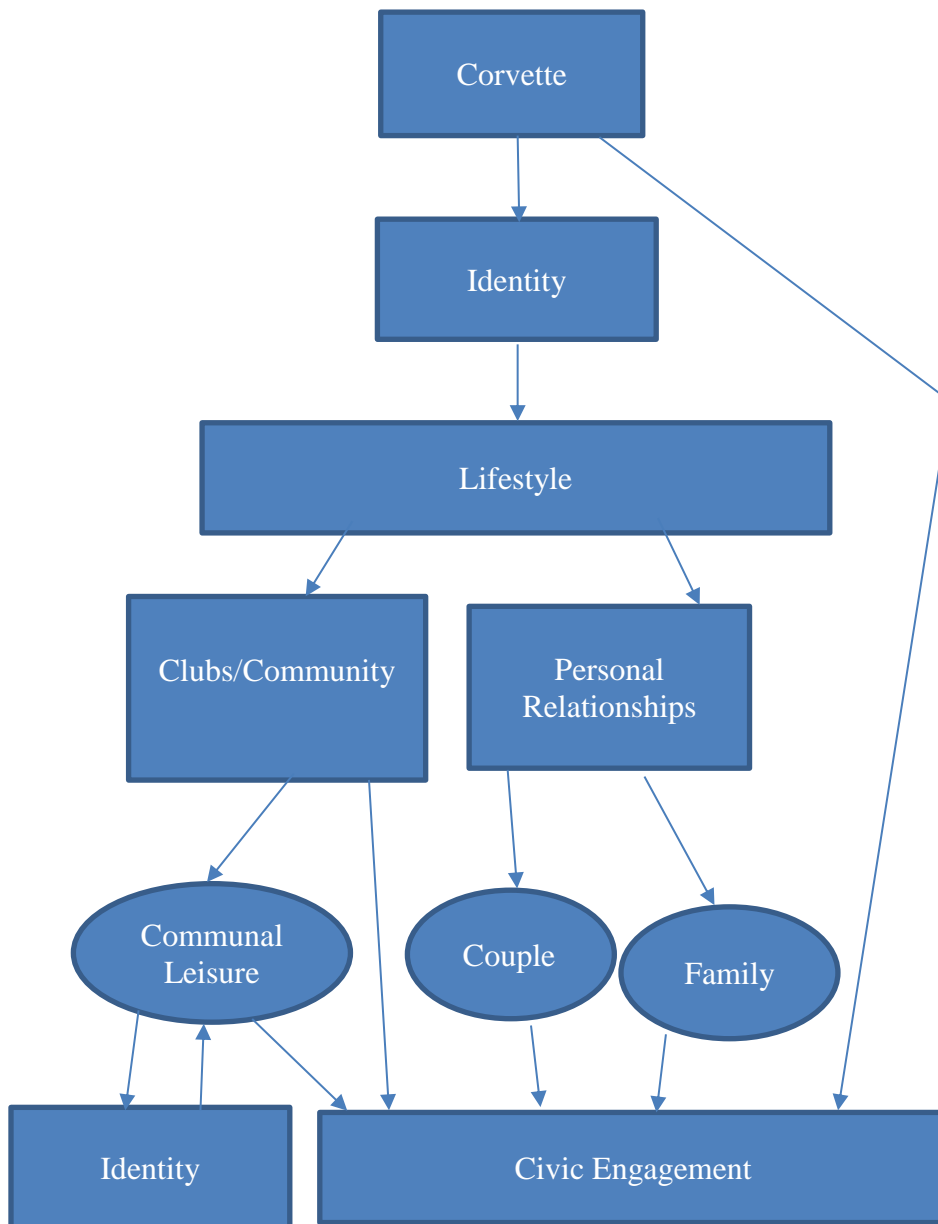 Corvette
Identity
Lifestyle
Clubs/Community
Personal
Relationships
Communal
Leisure
Couple
Family
Identity
Civic Engagement